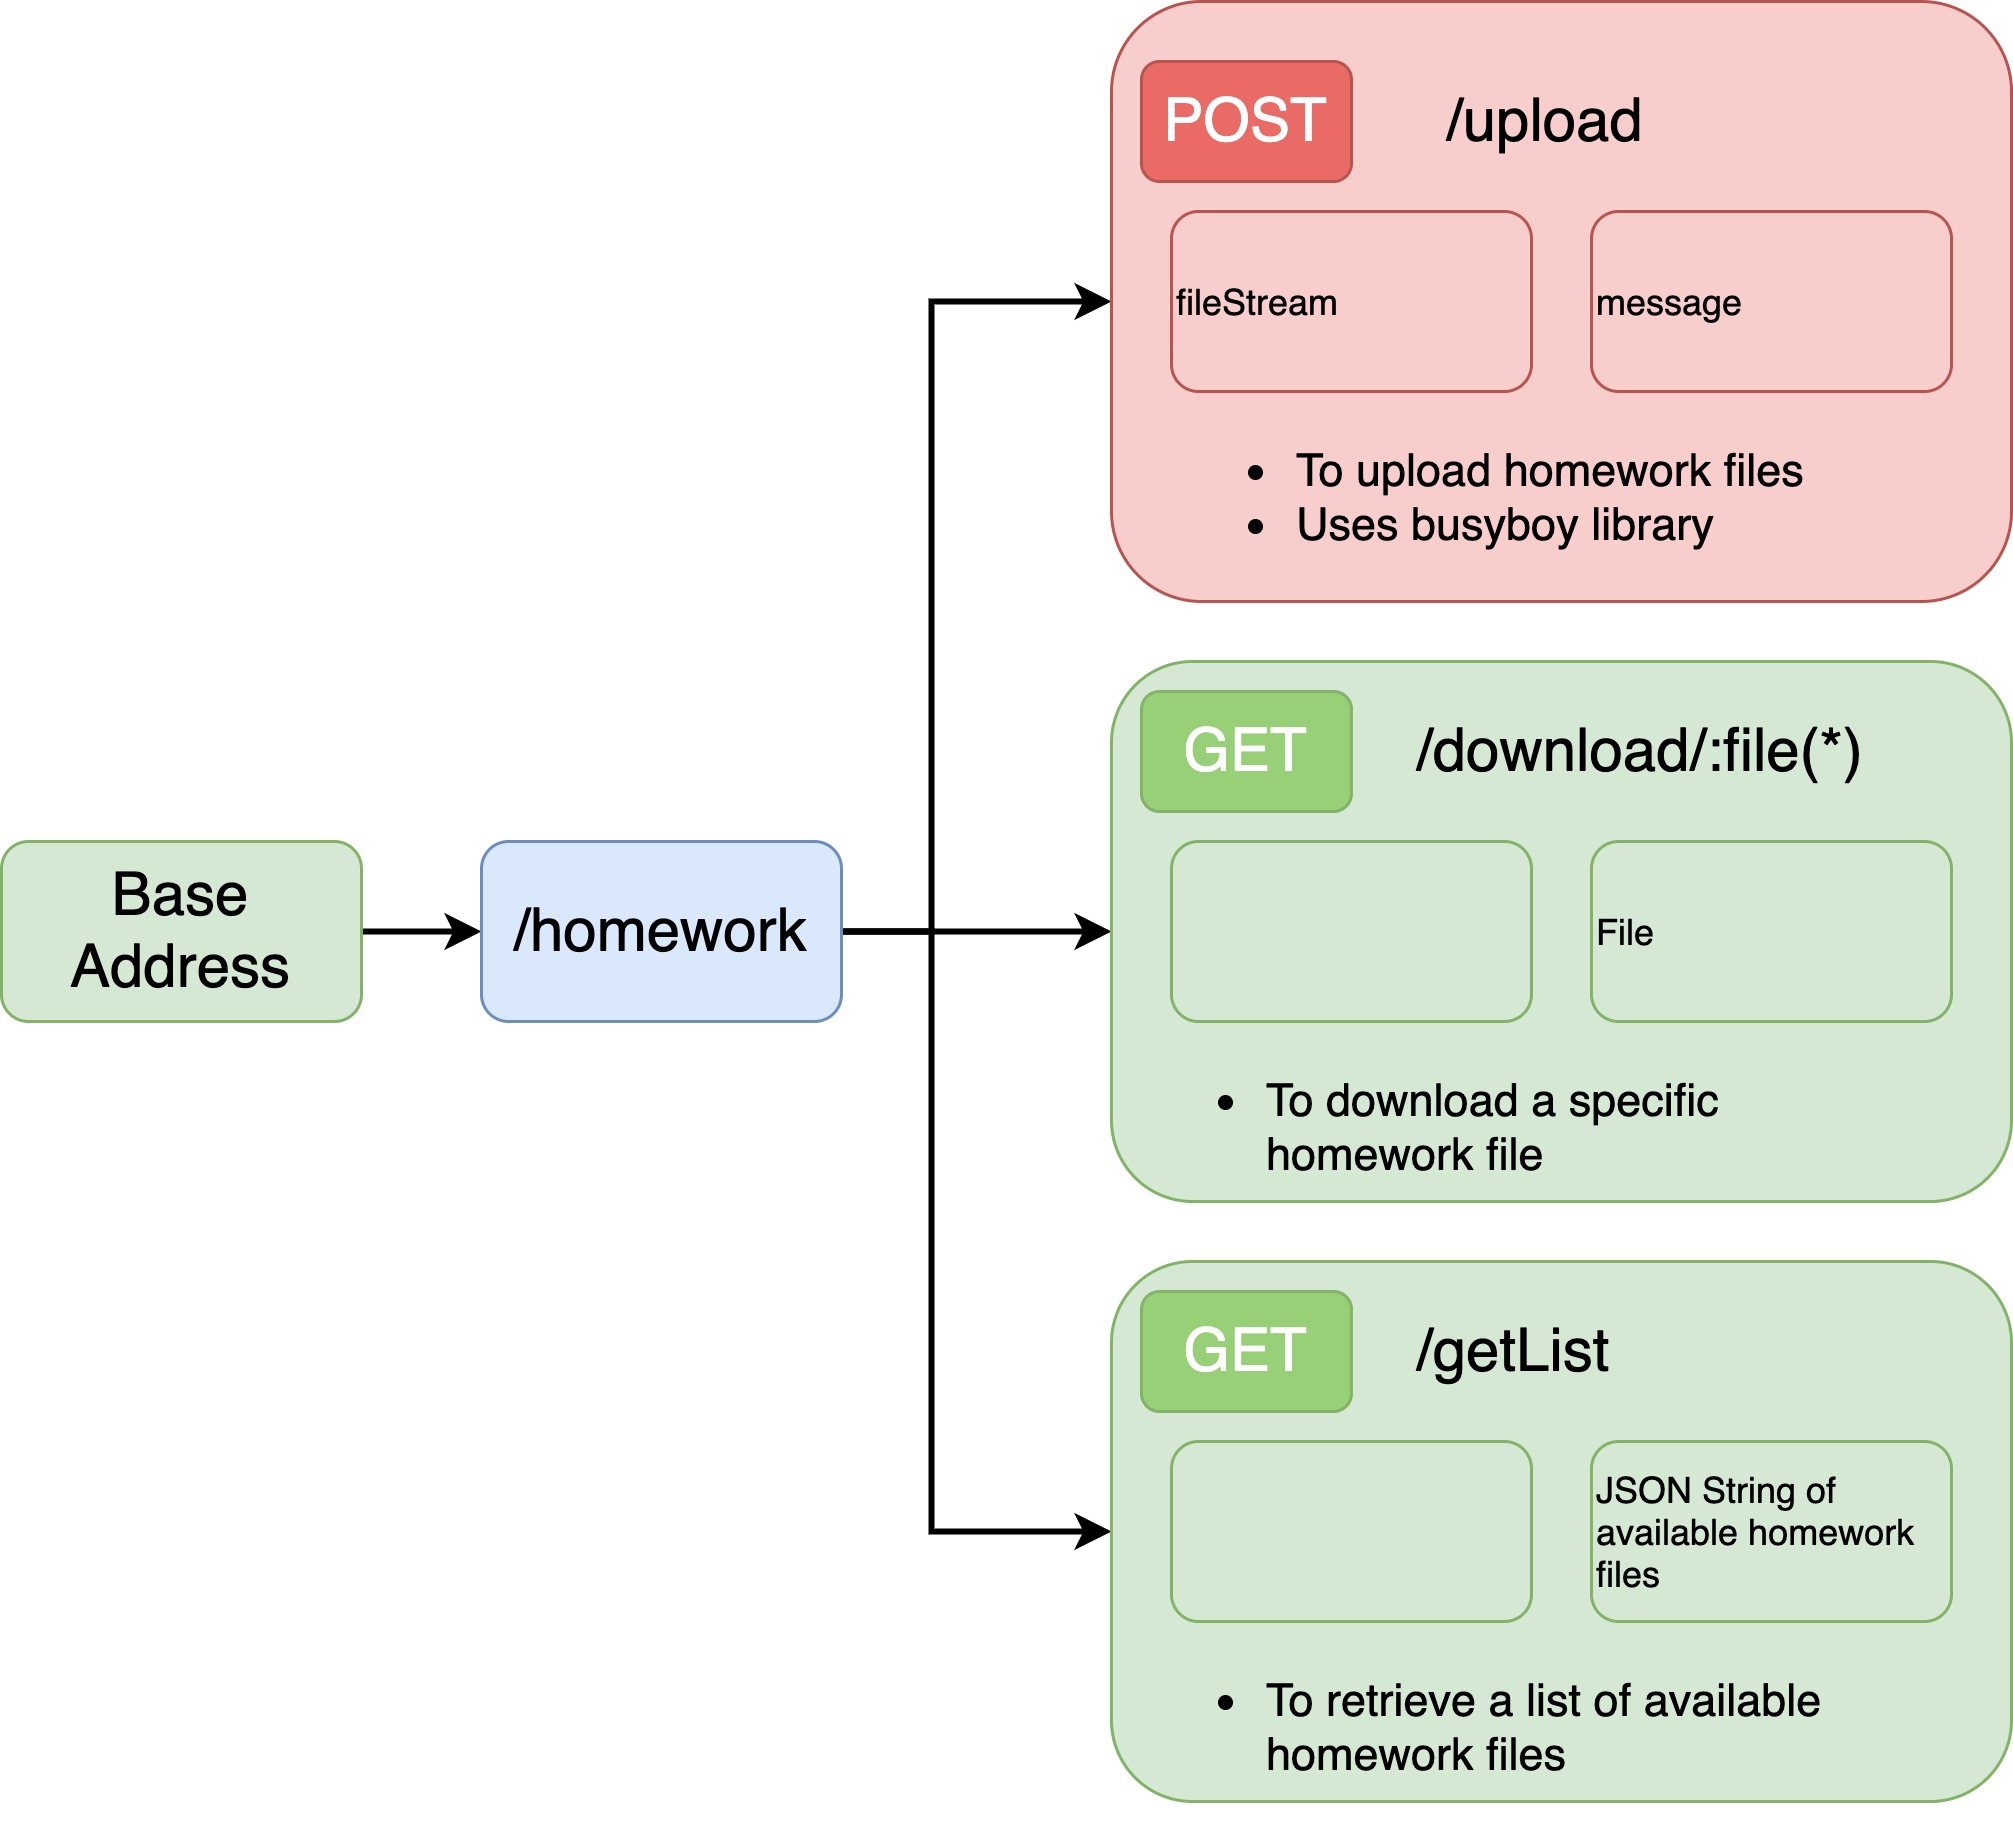 POST
/upload
fileStream
message
• To upload homework files
• Uses busyboy library
GET
/download/:file(*)
Base
Address
/homework
File
• To download a specific
homework file
GET
/getList
JSON String of
available homework
files
• To retrieve a list of available
homework files